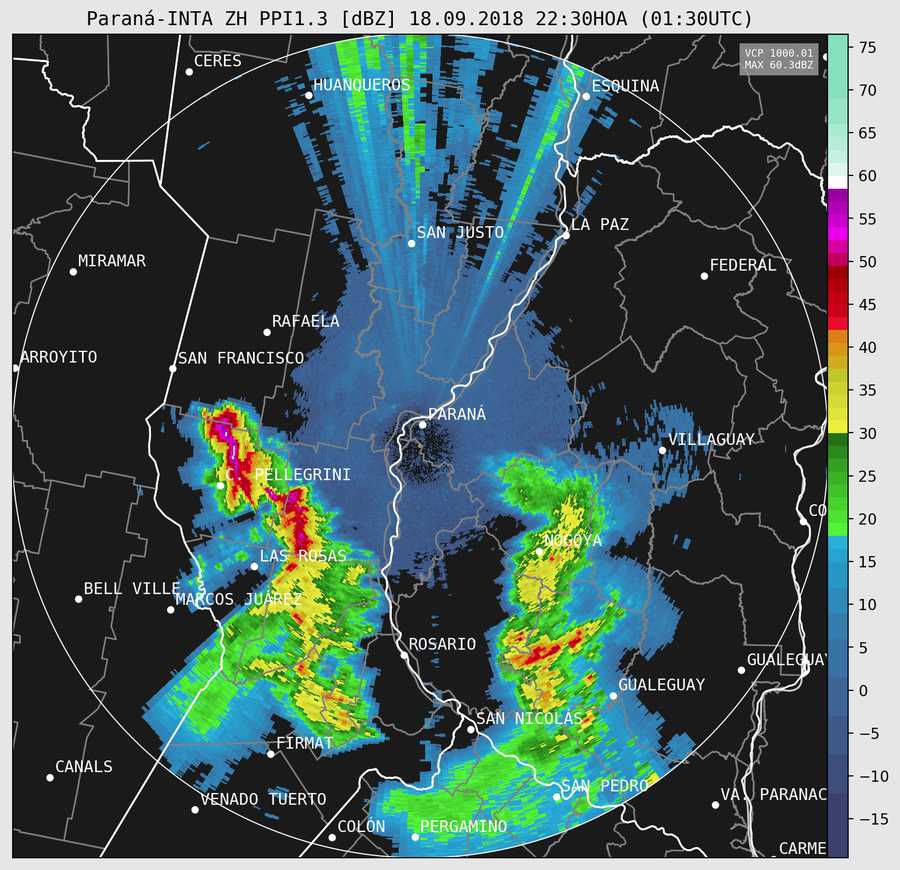 Paraná-INTA ZH PPI1.3 [dBZ] 18.09.2018 22:30HOA (01:30UTC)
VCP 1000.01
MAX 60.3dBZ
CERES
HUANQUEROS
ESQUINA
SAN JUSTO
LA PAZ
MIRAMAR
FEDERAL
RAFAELA
ARROYITO
SAN FRANCISCO
PARANÁ
VILLAGUAY
C. PELLEGRINI
CO
NOGOYA
LAS ROSAS
BELL VILLE
MARCOS JUÁREZ
ROSARIO
GUALEGUAY
GUALEGUAY
SAN NICOLÁS
FIRMAT
CANALS
SAN PEDRO
VENADO TUERTO
VA. PARANAC
COLÓN
PERGAMINO
CARME
75
70
65
60
55
50
45
40
35
30
25
20
15
10
5
0
−5
−10
−15